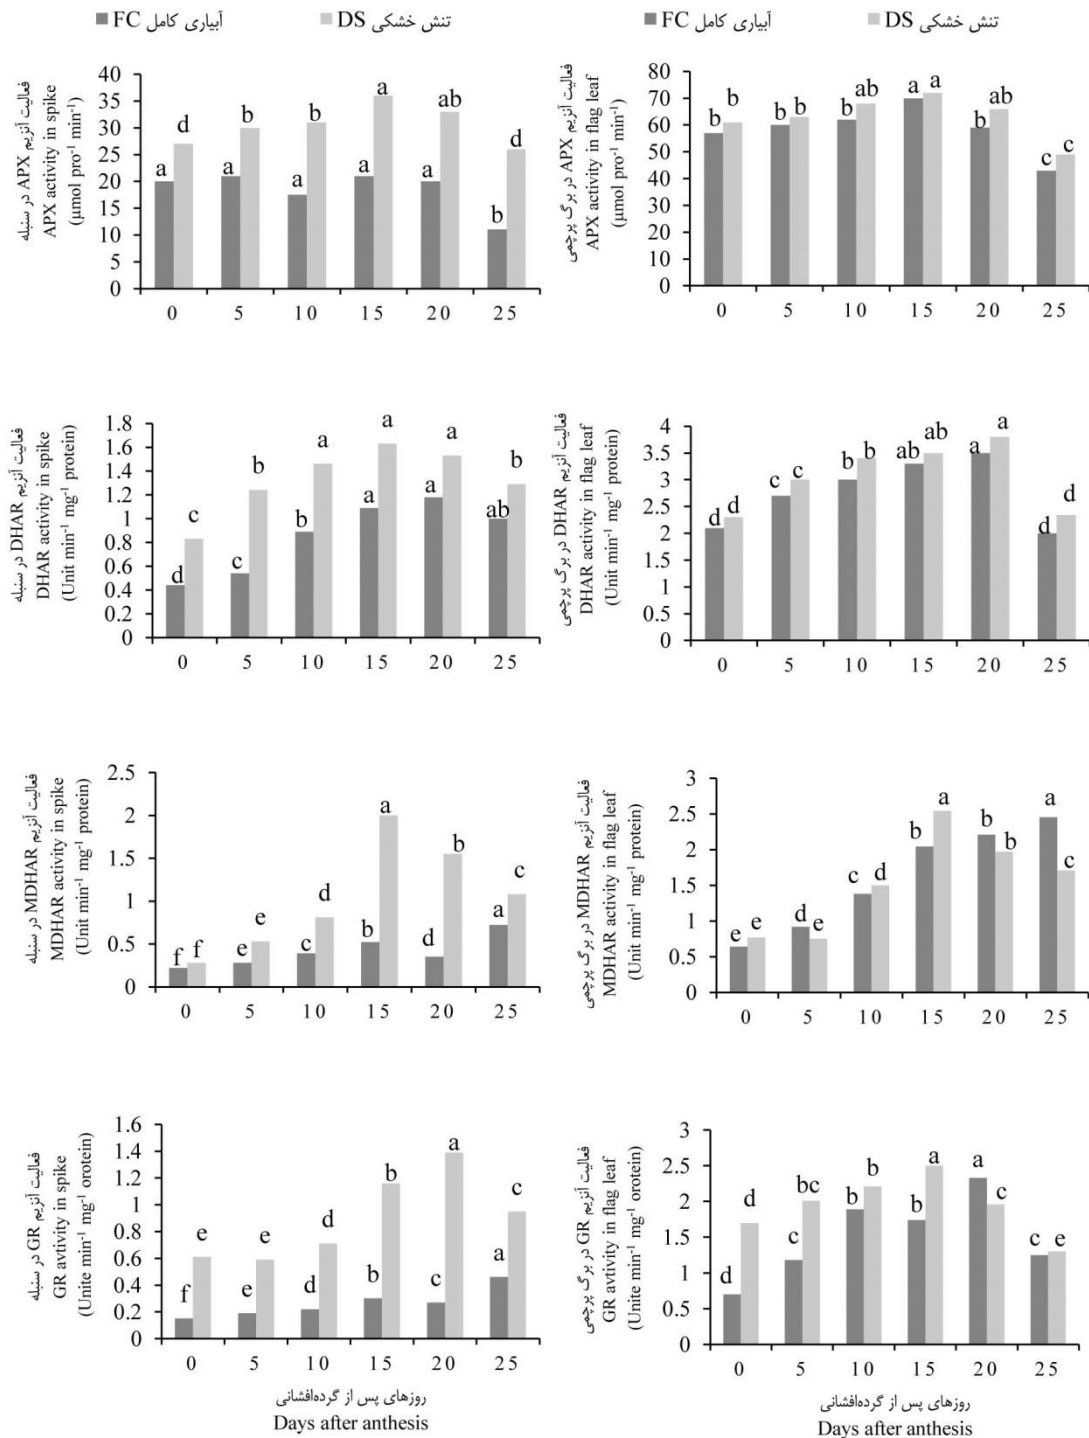 FC آبیاری کامل
DS تنش خشکی
FC آبیاری کامل
DS تنش خشکی
فعالیت آنزیم APX در سنبله
APX activity in spike
(µmol pro⁻¹ min⁻¹)
40
35
30
25
20
15
10
5
0
a d a b a b a a a ab b d
0 5 10 15 20 25
فعالیت آنزیم APX در برگ پرچمی
APX activity in flag leaf
(µmol pro⁻¹ min⁻¹)
80
70
60
50
40
30
20
10
0
b b b b b ab a a b ab c c
0 5 10 15 20 25
فعالیت آنزیم DHAR در سنبله
DHAR activity in spike
(Unit min⁻¹ mg⁻¹ protein)
1.8
1.6
1.4
1.2
1
0.8
0.6
0.4
0.2
0
d c c b b a a a a a ab b
0 5 10 15 20 25
فعالیت آنزیم DHAR در برگ پرچمی
DHAR activity in flag leaf
(Unit min⁻¹ mg⁻¹ protein)
4
3.5
3
2.5
2
1.5
1
0.5
0
d d c c b b ab ab a a d d
0 5 10 15 20 25
فعالیت آنزیم MDHAR در سنبله
MDHAR activity in spike
(Unit min⁻¹ mg⁻¹ protein)
2.5
2
1.5
1
0.5
0
f f e e c d b a d b a c
0 5 10 15 20 25
فعالیت آنزیم MDHAR در برگ پرچمی
MDHAR activity in flag leaf
(Unit min⁻¹ mg⁻¹ protein)
3
2.5
2
1.5
1
0.5
0
e e d e c d b a b b a c
0 5 10 15 20 25
فعالیت آنزیم GR در سنبله
GR avtivity in spike
(Unite min⁻¹ mg⁻¹ orotein)
1.6
1.4
1.2
1
0.8
0.6
0.4
0.2
0
f e e e d d b b c a a c
0 5 10 15 20 25
روزهای پس از گرده‌افشانی
Days after anthesis
فعالیت آنزیم GR در برگ پرچمی
GR avtivity in flag leaf
(Unite min⁻¹ mg⁻¹ orotein)
3
2.5
2
1.5
1
0.5
0
d d c bc b b b a a c c e
0 5 10 15 20 25
روزهای پس از گرده‌افشانی
Days after anthesis